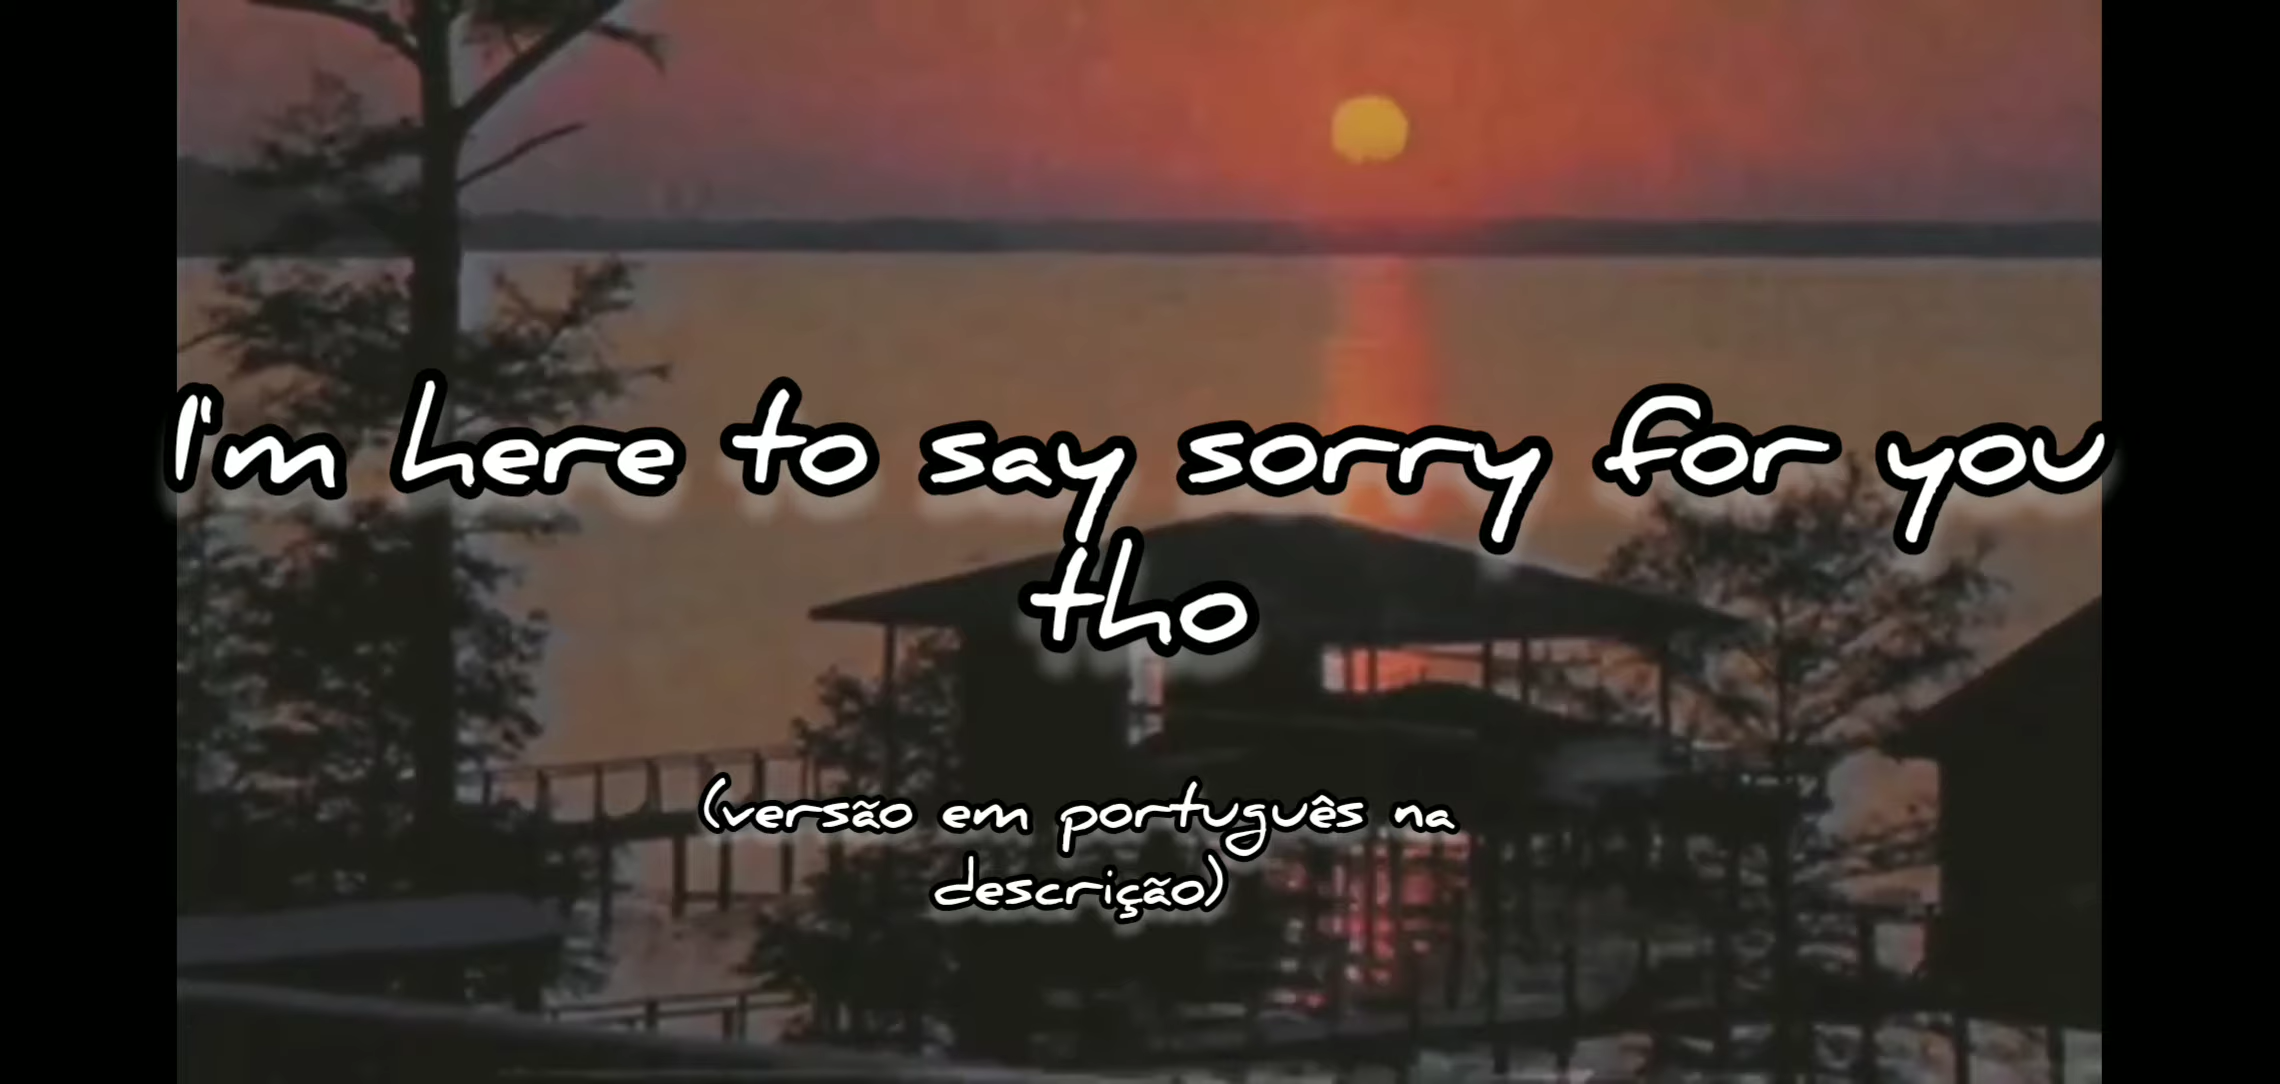 I'm here to say sorry for you
tho
(versão em português na
descrição)